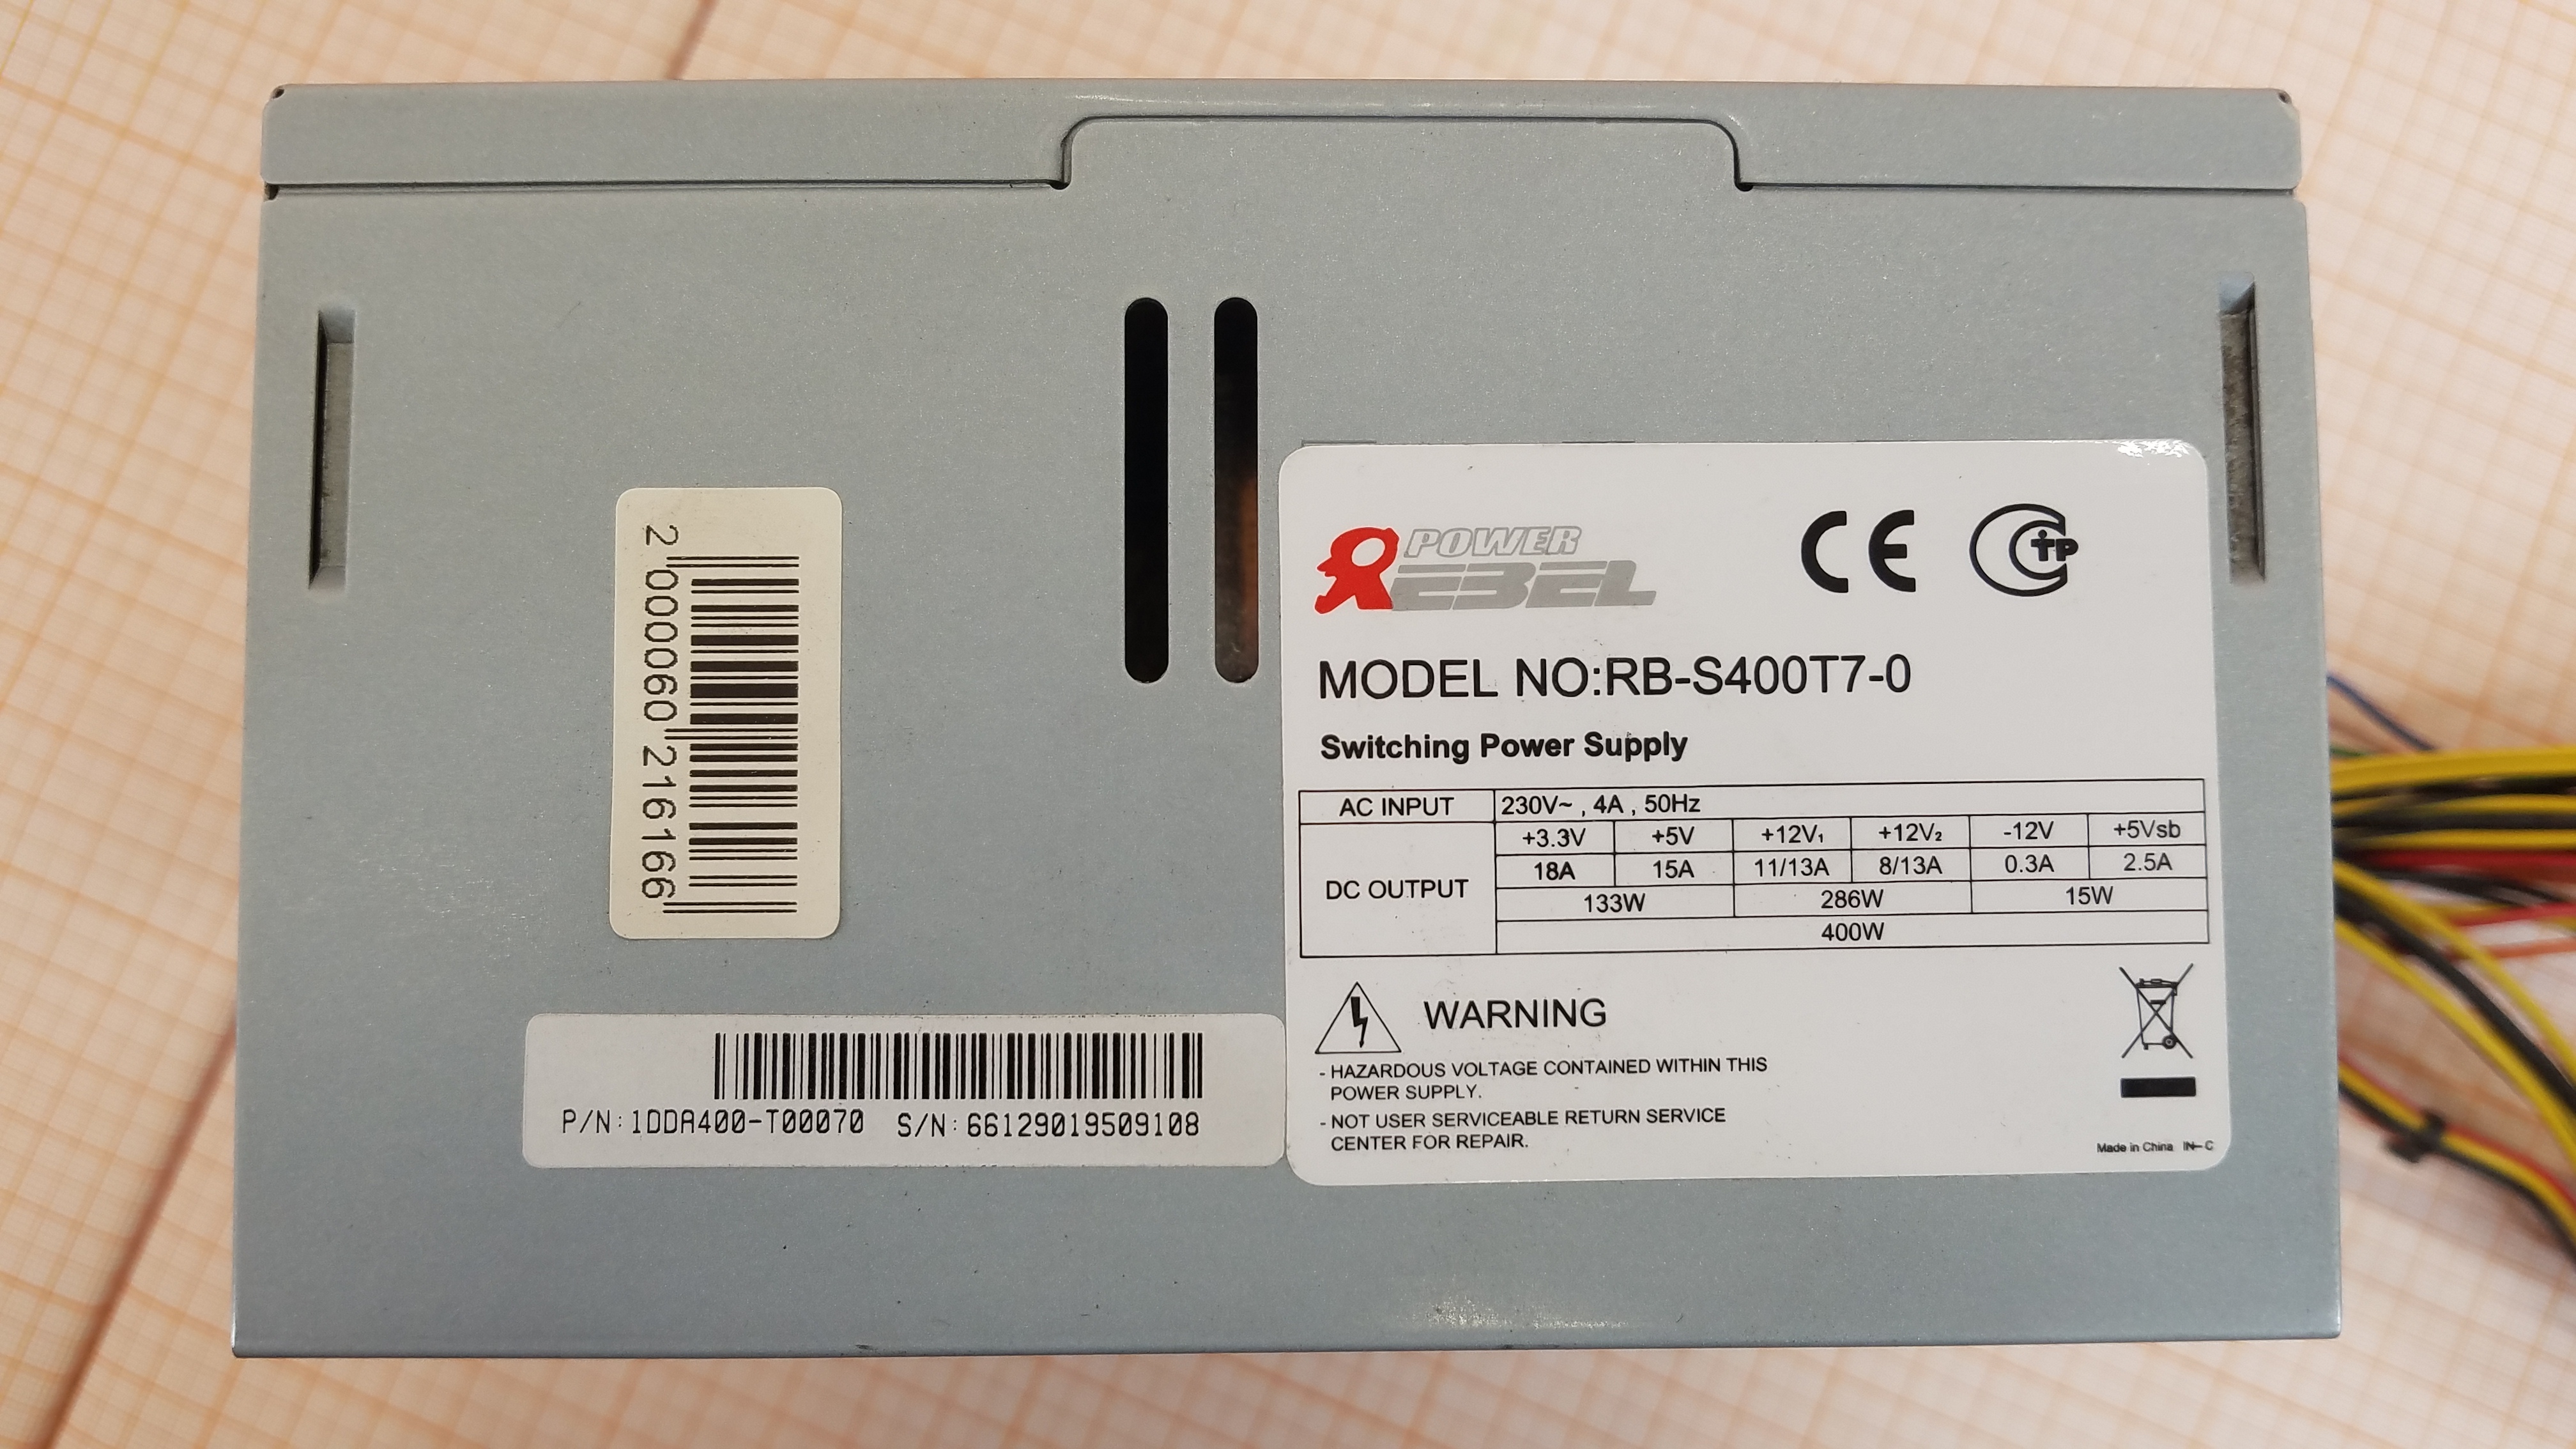 2 000060 216166
P/N:1DDA400-T00070 S/N:66129019509108
POWER
REBEL
CE
MODEL NO:RB-S400T7-0
Switching Power Supply
AC INPUT 230V~ , 4A , 50Hz
DC OUTPUT
+3.3V +5V +12V₁ +12V₂ -12V +5Vsb
18A 15A 11/13A 8/13A 0.3A 2.5A
133W 286W 15W
400W
WARNING
- HAZARDOUS VOLTAGE CONTAINED WITHIN THIS
POWER SUPPLY.
- NOT USER SERVICEABLE RETURN SERVICE
CENTER FOR REPAIR.
Made in China